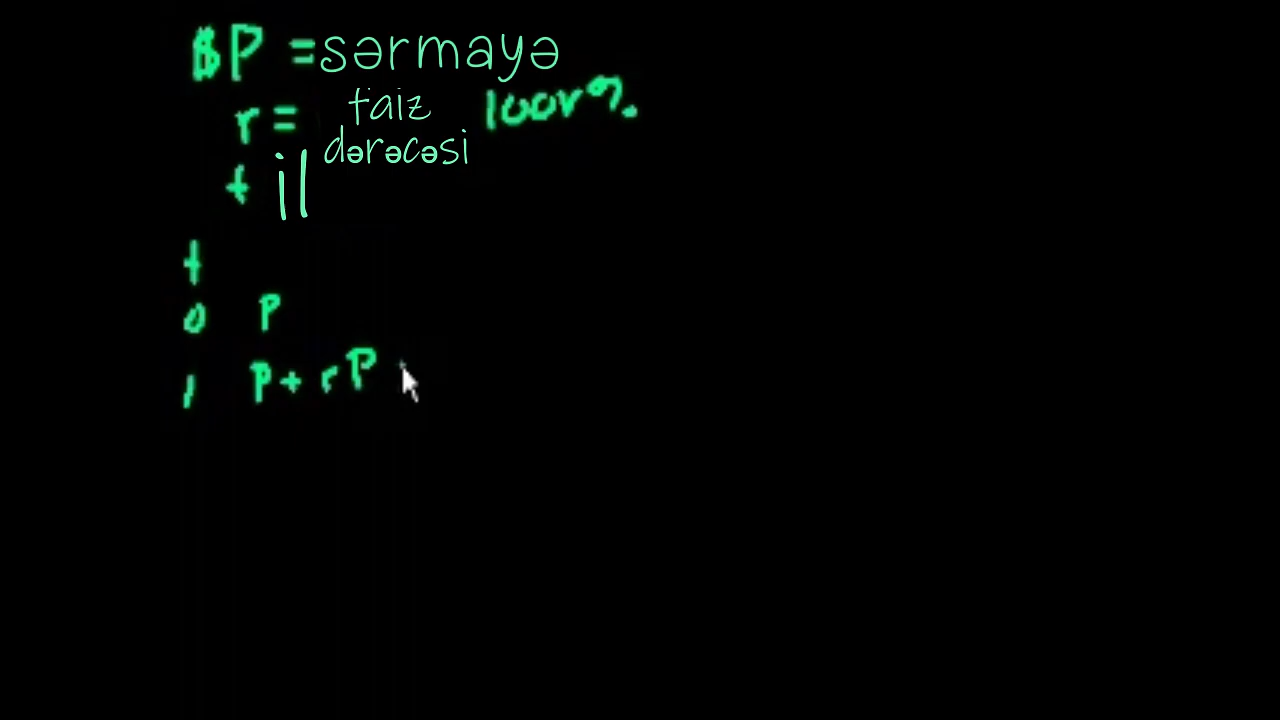 $P = sərmayə
r = faiz dərəcəsi 100r%
t il
t
0 P
1 P + rP